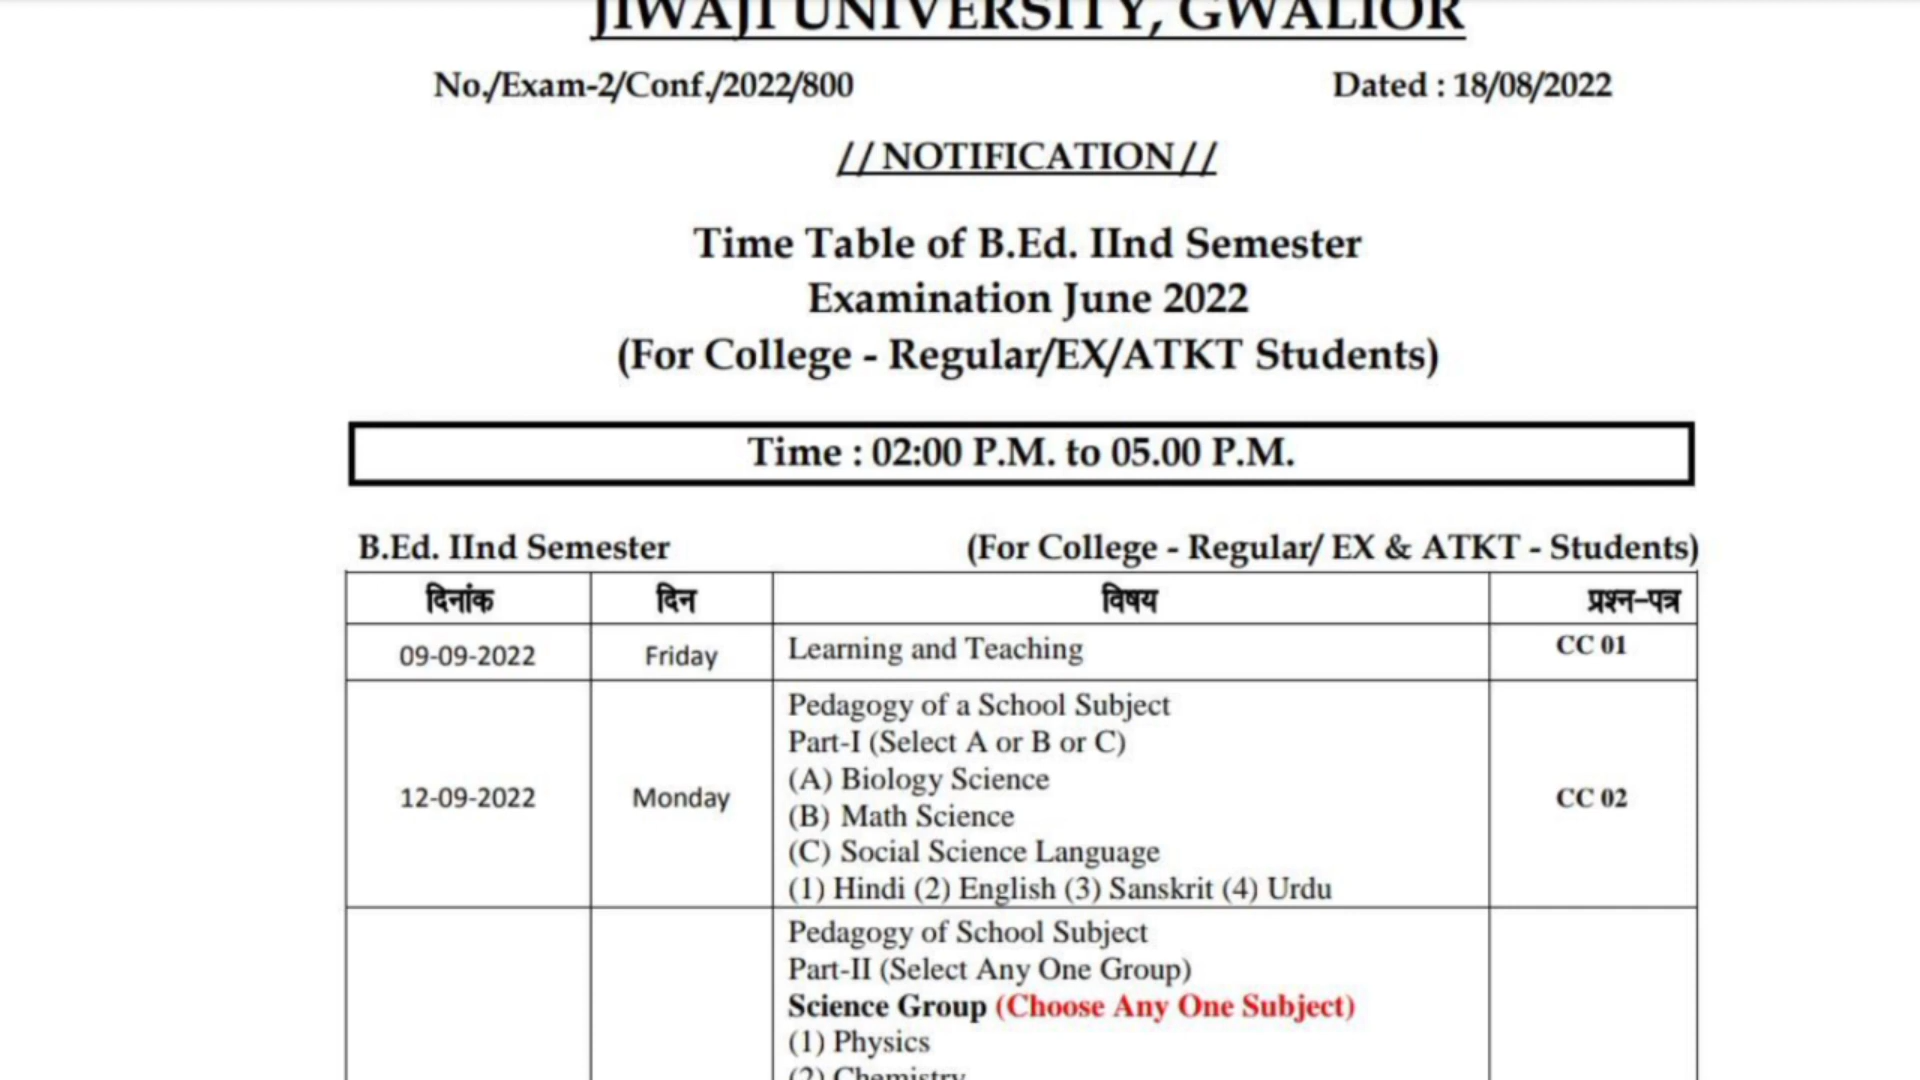 JIWAJI UNIVERSITY, GWALIOR
No./Exam-2/Conf./2022/800 Dated : 18/08/2022
//NOTIFICATION//
Time Table of B.Ed. IInd Semester
Examination June 2022
(For College - Regular/EX/ATKT Students)
Time : 02:00 P.M. to 05.00 P.M.
B.Ed. IInd Semester (For College - Regular/ EX & ATKT - Students)
दिनांक दिन विषय प्रश्न-पत्र
09-09-2022 Friday Learning and Teaching CC 01
Pedagogy of a School Subject
Part-I (Select A or B or C)
(A) Biology Science
12-09-2022 Monday (B) Math Science CC 02
(C) Social Science Language
(1) Hindi (2) English (3) Sanskrit (4) Urdu
Pedagogy of School Subject
Part-II (Select Any One Group)
Science Group (Choose Any One Subject)
(1) Physics
(2) Chemistry